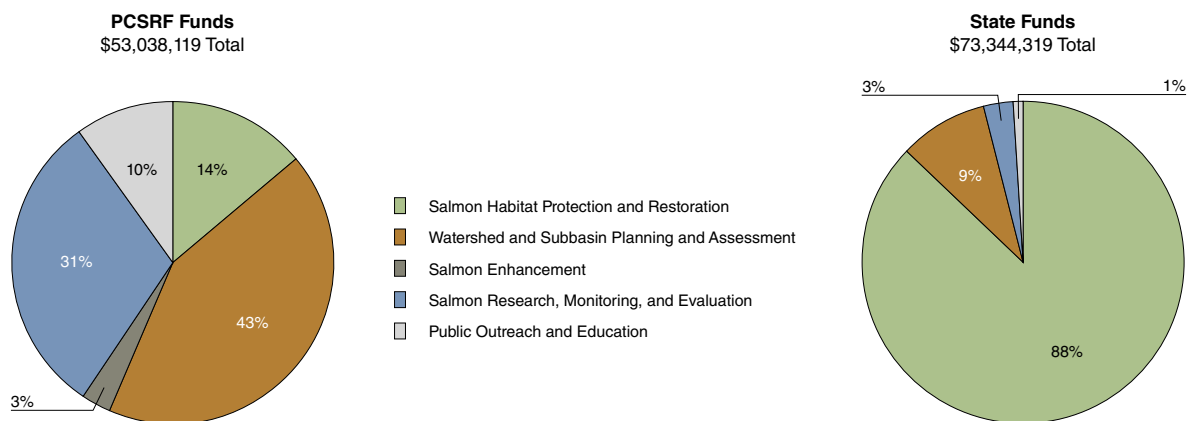 PCSRF Funds
$53,038,119 Total
10%
14%
31%
43%
3%
Salmon Habitat Protection and Restoration
Watershed and Subbasin Planning and Assessment
Salmon Enhancement
Salmon Research, Monitoring, and Evaluation
Public Outreach and Education
State Funds
$73,344,319 Total
3%
1%
9%
88%